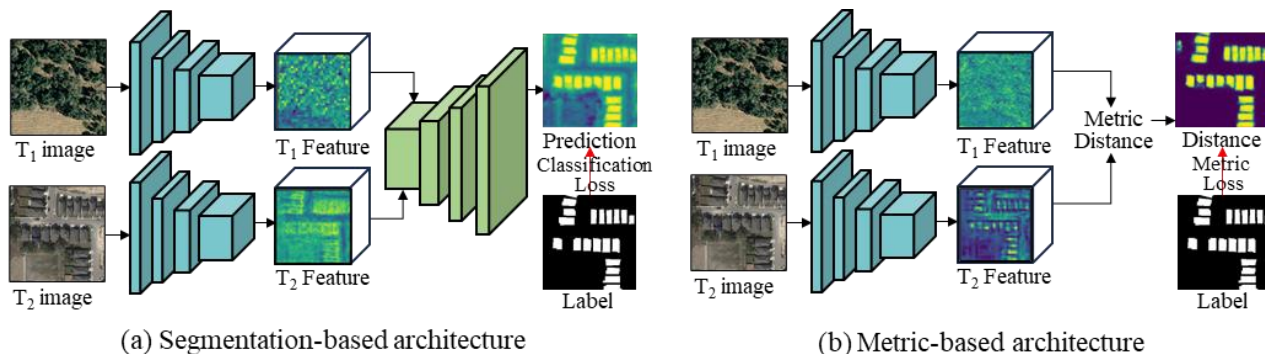 T₁ image
T₁ Feature
T₂ image
T₂ Feature
Prediction
Classification
Loss
Label
(a) Segmentation-based architecture
T₁ image
T₁ Feature
T₂ image
T₂ Feature
Metric
Distance
Distance
Metric
Loss
Label
(b) Metric-based architecture